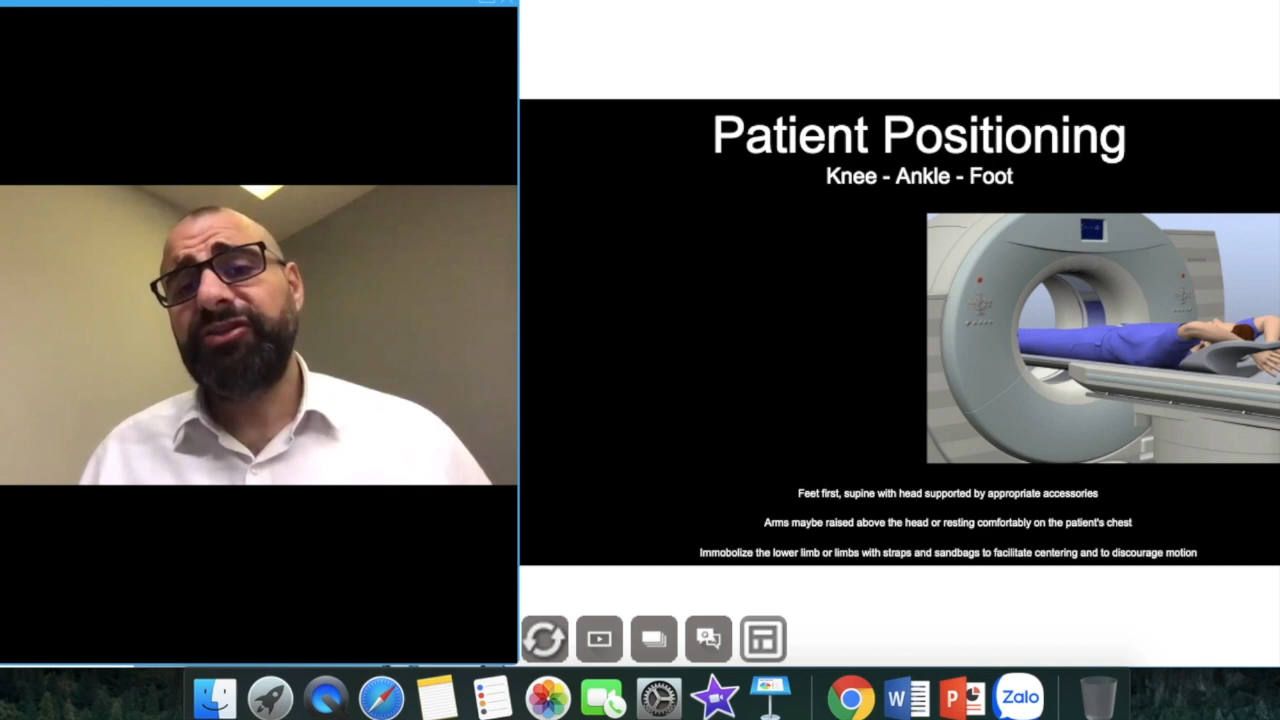 Patient Positioning
Knee - Ankle - Foot
Feet first, supine with head supported by appropriate accessories
Arms maybe raised above the head or resting comfortably on the patient's chest
Immobolize the lower limb or limbs with straps and sandbags to facilitate centering and to discourage motion
W
P
Zalo